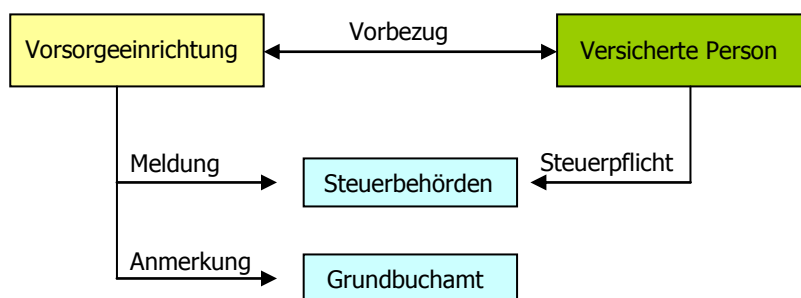 Vorsorgeeinrichtung
Vorbezug
Versicherte Person
Meldung
Steuerbehörden
Steuerpflicht
Anmerkung
Grundbuchamt